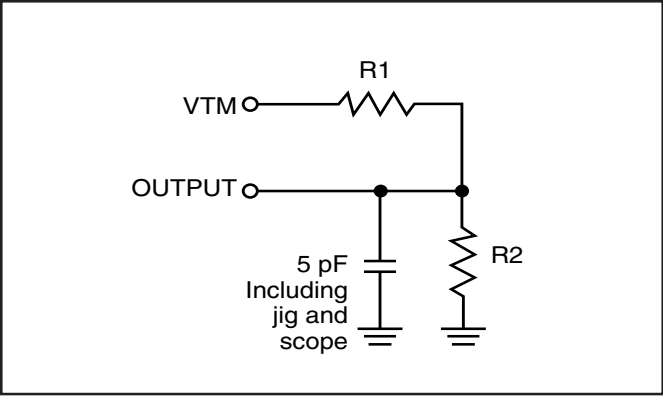 R1
VTM
OUTPUT
R2
5 pF
Including
jig and
scope